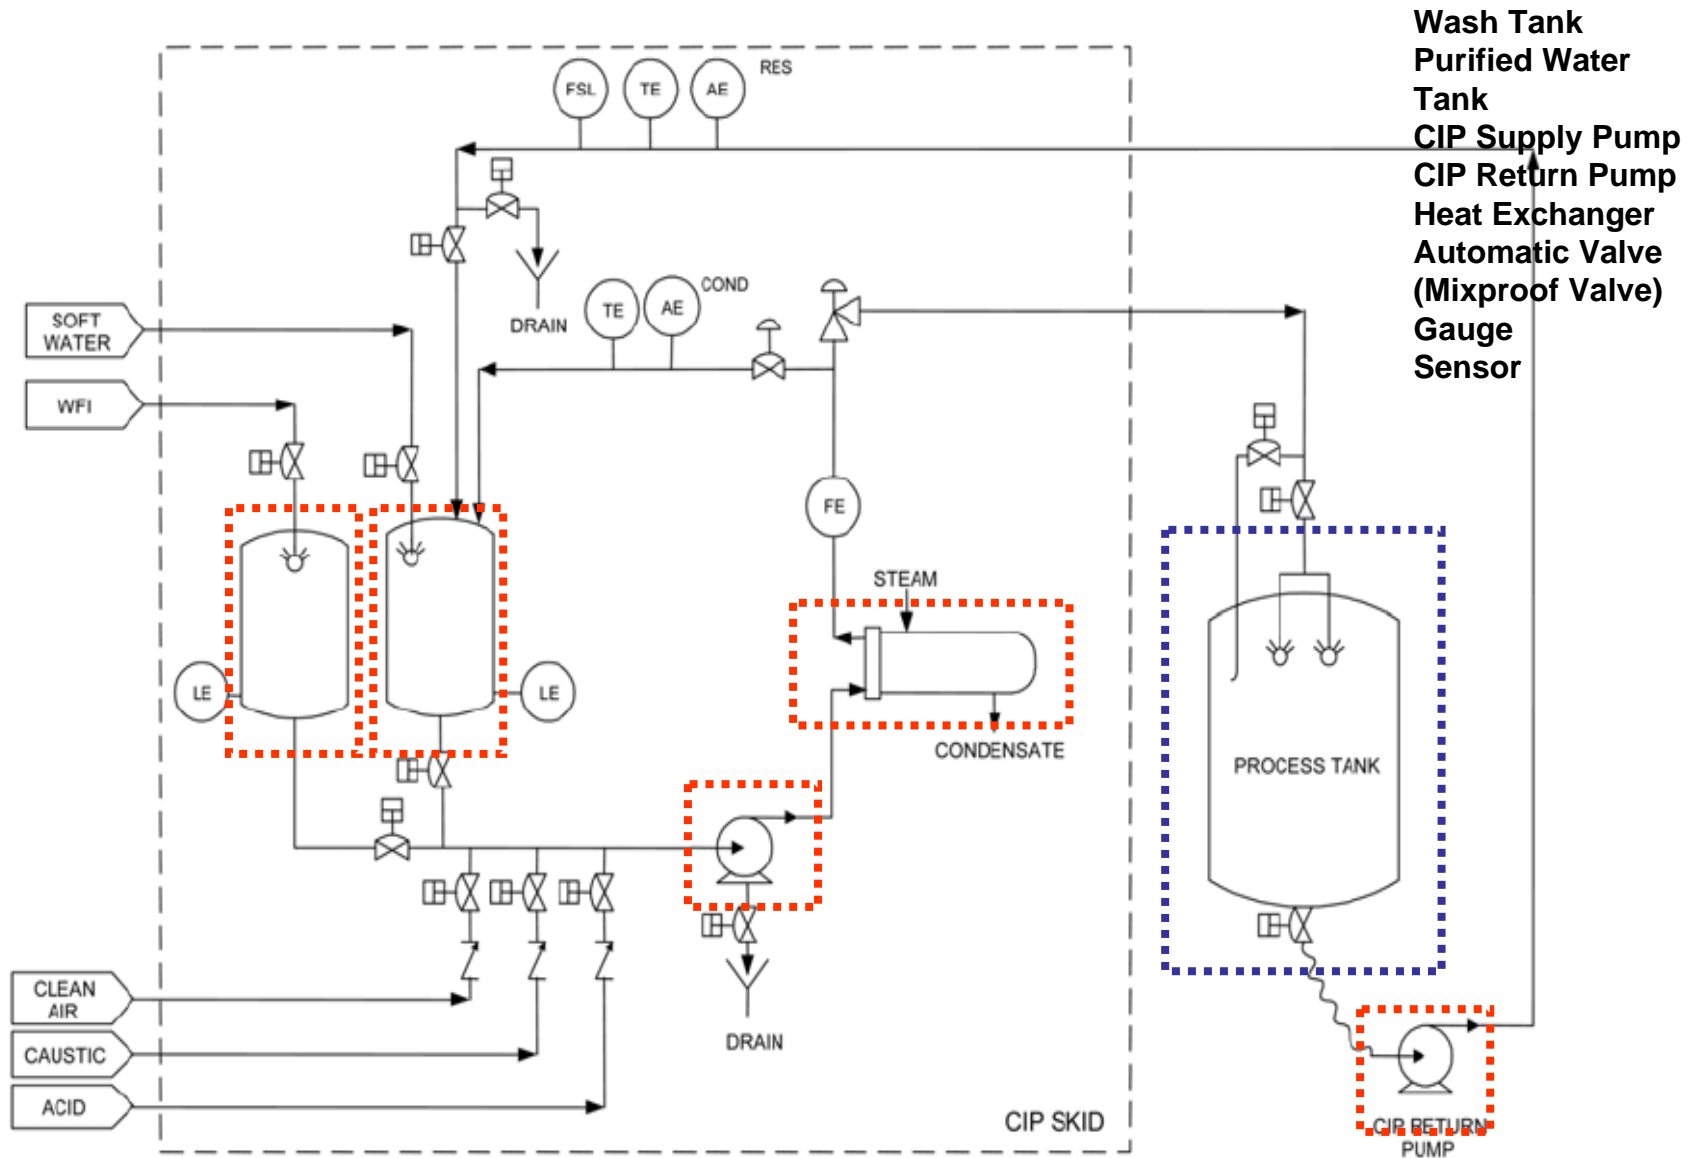 Wash Tank
Purified Water
Tank
CIP Supply Pump
CIP Return Pump
Heat Exchanger
Automatic Valve
(Mixproof Valve)
Gauge
Sensor
RES
FSL
TE
AE
DRAIN
TE
AE
COND
SOFT
WATER
WFI
FE
STEAM
LE
LE
CONDENSATE
PROCESS TANK
CLEAN
AIR
CAUSTIC
ACID
DRAIN
CIP SKID
CIP RETURN
PUMP